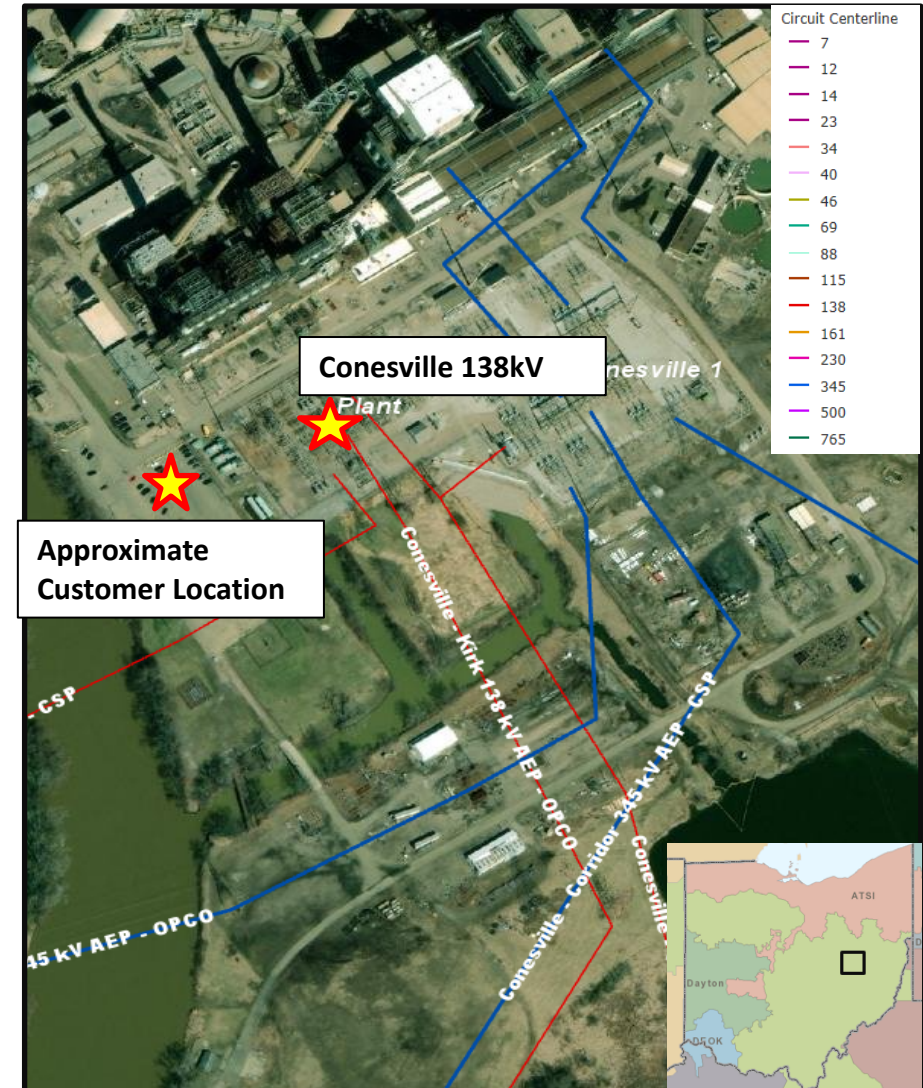 Circuit Centerline
7
12
14
23
34
40
46
69
88
115
138
161
230
345
500
765
Conesville 138kV
nesville 1
Plant
Approximate
Customer Location
- CSP
Conesville - Kirk 138 kV AEP - OPCO
Conesville - Corridor 345 kV AEP - CSP
Conesville
45 kV AEP - OPCO
ATSI
D
Dayton
DEOK